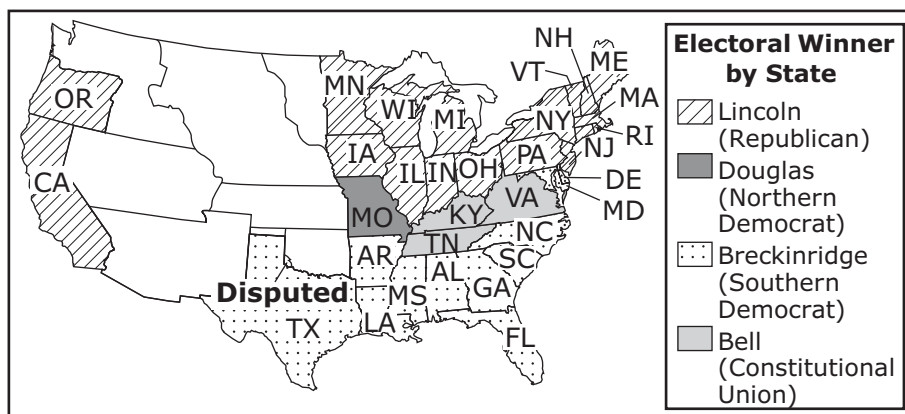 NH
ME
VT
MN
OR
WI
MA
MI
NY
RI
IA
PA
NJ
CA
IL
IN
OH
DE
VA
MO
KY
MD
TN
NC
AR
SC
AL
Disputed
MS
GA
TX
LA
FL
Electoral Winner
by State
Lincoln
(Republican)
Douglas
(Northern
Democrat)
Breckinridge
(Southern
Democrat)
Bell
(Constitutional
Union)